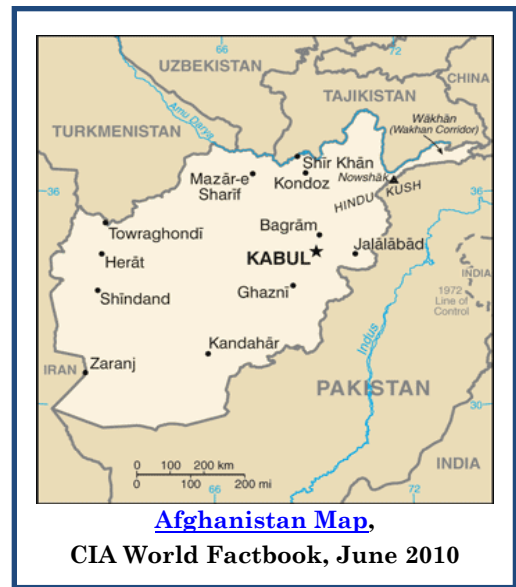 66
72
UZBEKISTAN
CHINA
TAJIKISTAN
Amu Darya
Wākhān
(Wakhan Corridor)
TURKMENISTAN
Shīr Khān
Mazār-e
Sharīf
Kondoz
Nowshāk
36
HINDU KUSH
36
Towraghondī
Bagrām
Herāt
KABUL
Jalālābād
INDIA
Shīndand
Ghaznī
1972
Line of
Control
Indus
Kandahār
IRAN
Zaranj
PAKISTAN
30
INDIA
0 100 200 km
0 100 200 mi
66
72
Afghanistan Map,
CIA World Factbook, June 2010